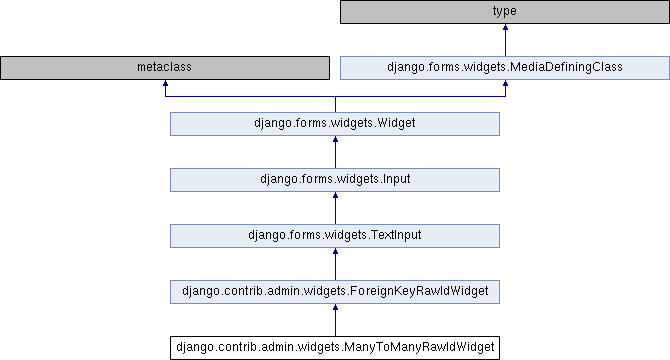 type
metaclass
django.forms.widgets.MediaDefiningClass
django.forms.widgets.Widget
django.forms.widgets.Input
django.forms.widgets.TextInput
django.contrib.admin.widgets.ForeignKeyRawIdWidget
django.contrib.admin.widgets.ManyToManyRawIdWidget